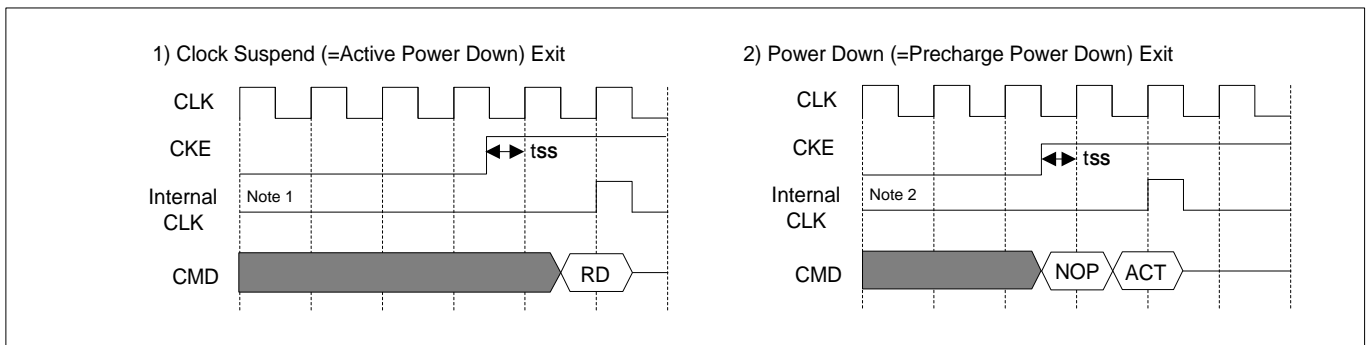 1) Clock Suspend (=Active Power Down) Exit
CLK
CKE
tss
Internal
CLK
Note 1
CMD
RD
2) Power Down (=Precharge Power Down) Exit
CLK
CKE
tss
Internal
CLK
Note 2
CMD
NOP
ACT